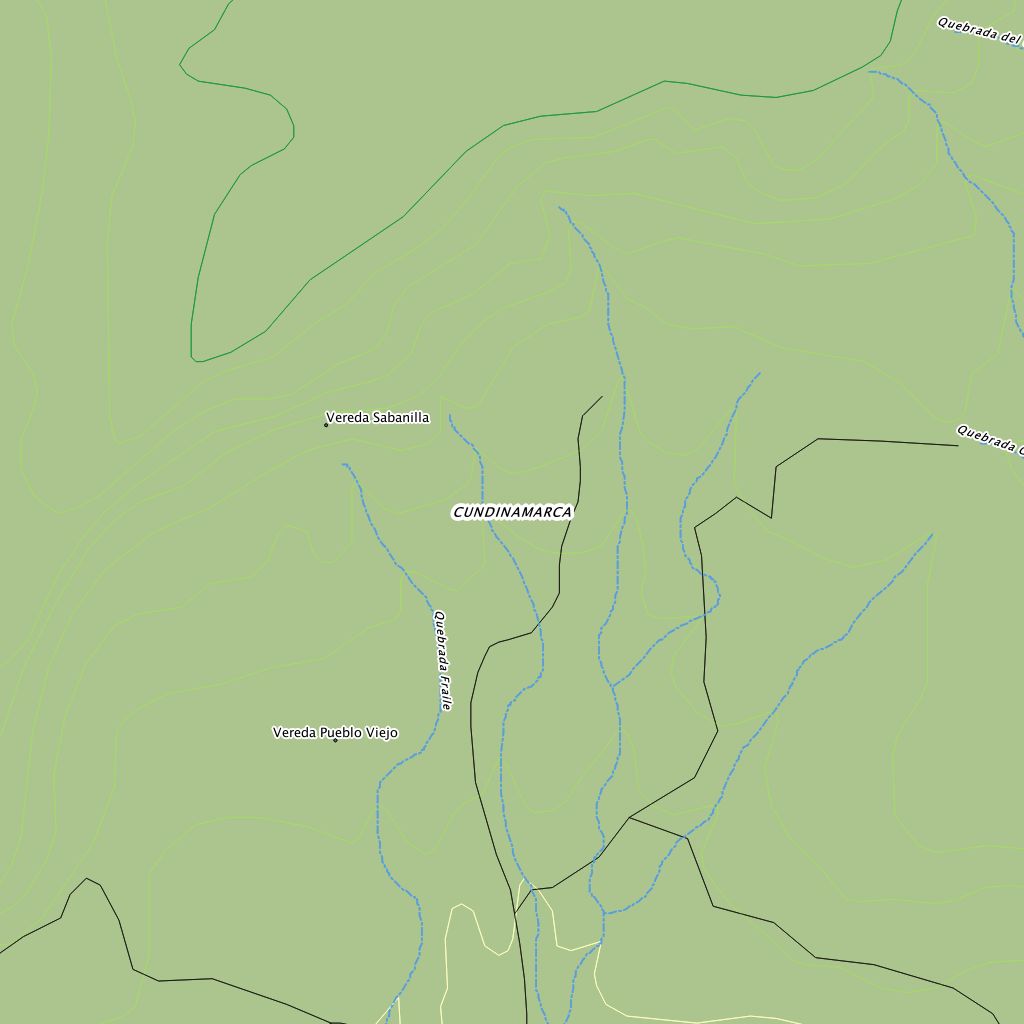 Quebrada del
Vereda Sabanilla
Quebrada
CUNDINAMARCA
Quebrada Fraile
Vereda Pueblo Viejo